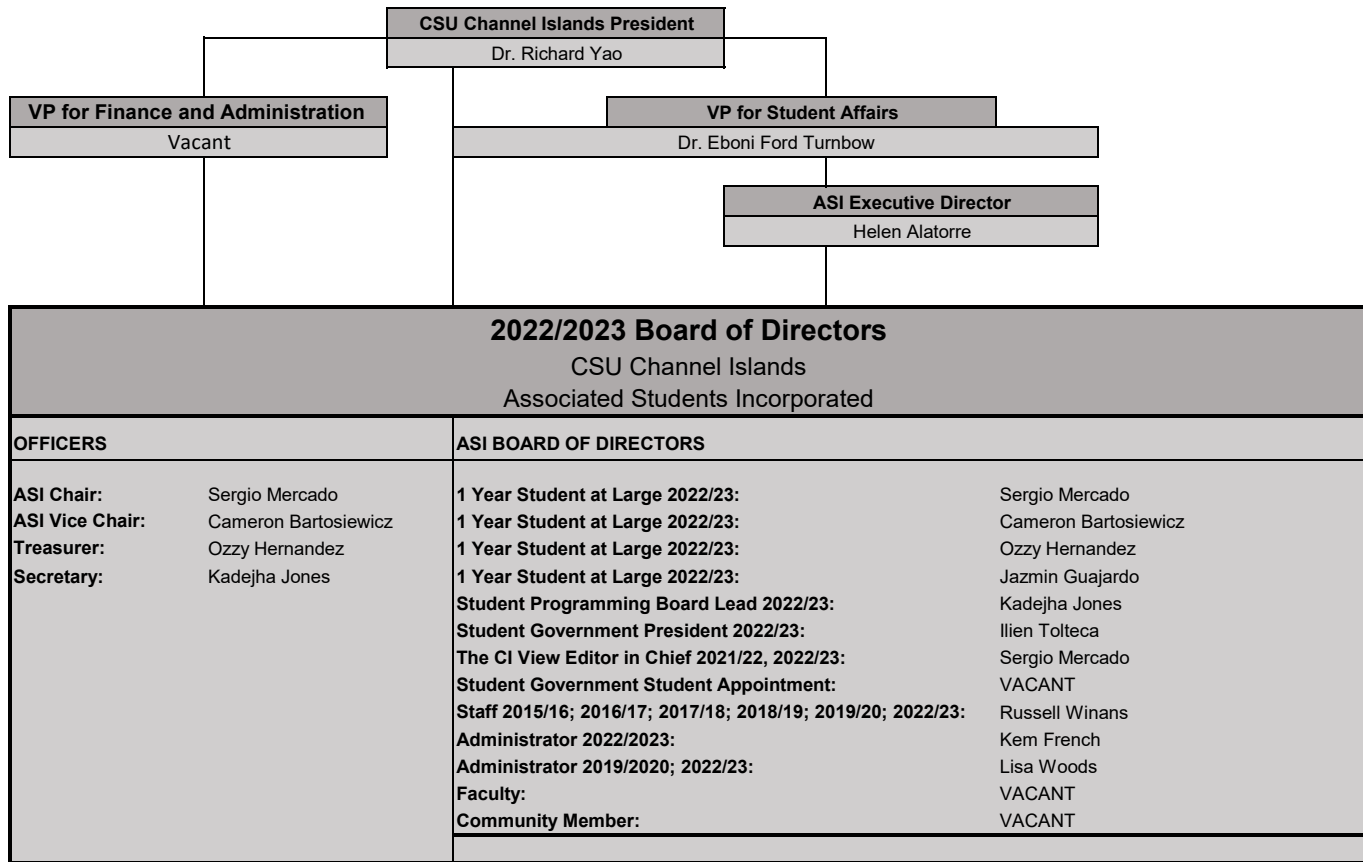 CSU Channel Islands President
Dr. Richard Yao
VP for Finance and Administration
Vacant
VP for Student Affairs
Dr. Eboni Ford Turnbow
ASI Executive Director
Helen Alatorre
2022/2023 Board of Directors
CSU Channel Islands
Associated Students Incorporated
OFFICERS
ASI Chair: Sergio Mercado
ASI Vice Chair: Cameron Bartosiewicz
Treasurer: Ozzy Hernandez
Secretary: Kadejha Jones
ASI BOARD OF DIRECTORS
1 Year Student at Large 2022/23: Sergio Mercado
1 Year Student at Large 2022/23: Cameron Bartosiewicz
1 Year Student at Large 2022/23: Ozzy Hernandez
1 Year Student at Large 2022/23: Jazmin Guajardo
Student Programming Board Lead 2022/23: Kadejha Jones
Student Government President 2022/23: Ilien Tolteca
The CI View Editor in Chief 2021/22, 2022/23: Sergio Mercado
Student Government Student Appointment: VACANT
Staff 2015/16; 2016/17; 2017/18; 2018/19; 2019/20; 2022/23: Russell Winans
Administrator 2022/2023: Kem French
Administrator 2019/2020; 2022/23: Lisa Woods
Faculty: VACANT
Community Member: VACANT